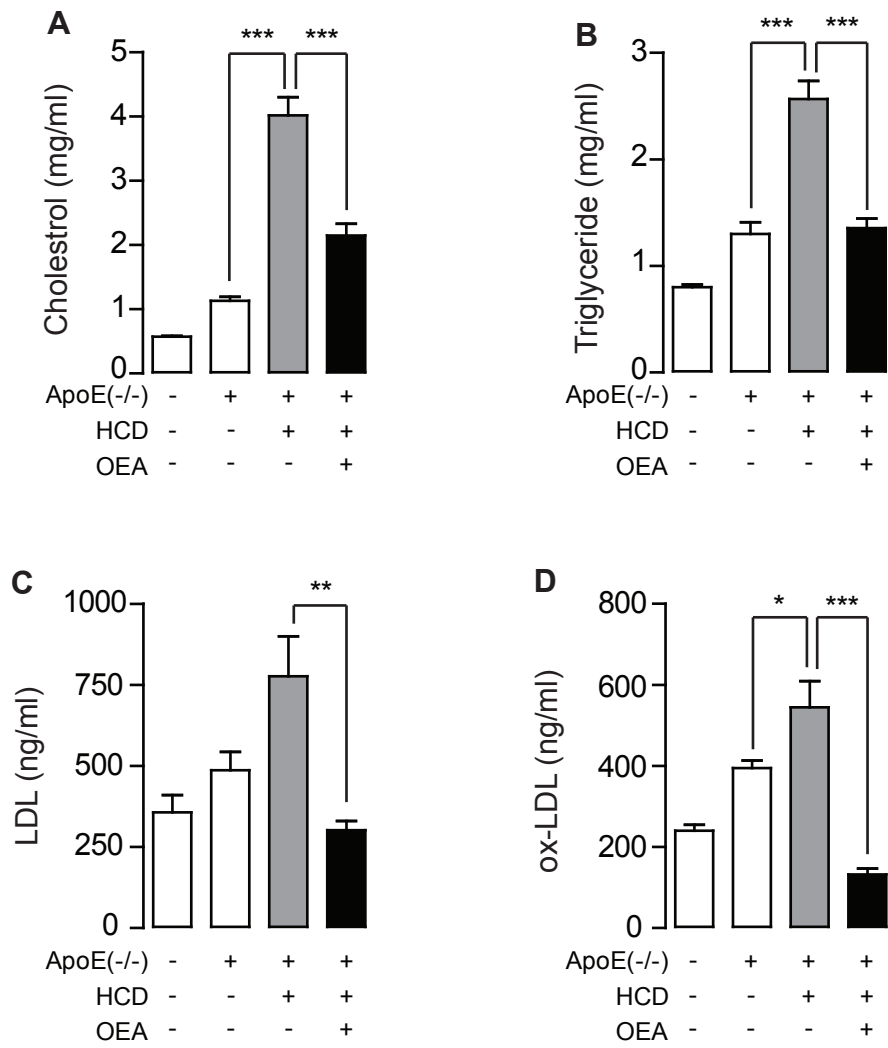 A
Cholestrol (mg/ml)
5
4
3
2
1
0
*** ***
ApoE(-/-) - + + +
HCD - - + +
OEA - - - +
B
Triglyceride (mg/ml)
3
2
1
0
*** ***
ApoE(-/-) - + + +
HCD - - + +
OEA - - - +
C
LDL (ng/ml)
1000
750
500
250
0
**
ApoE(-/-) - + + +
HCD - - + +
OEA - - - +
D
ox-LDL (ng/ml)
800
600
400
200
0
* ***
ApoE(-/-) - + + +
HCD - - + +
OEA - - - +